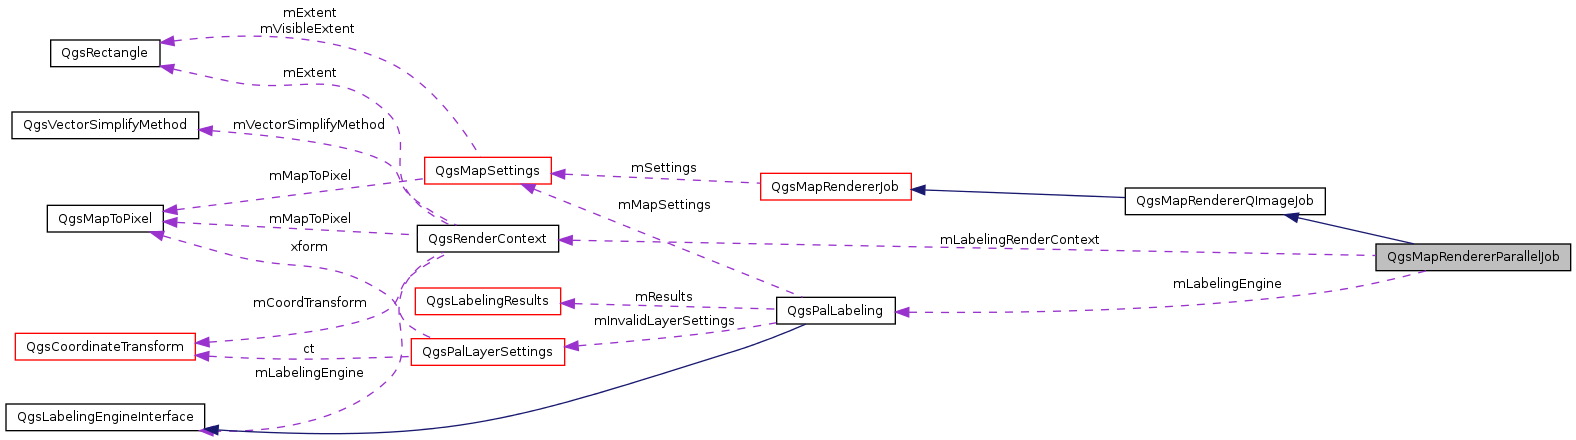 mExtent
mVisibleExtent
QgsRectangle
mExtent
QgsVectorSimplifyMethod
mVectorSimplifyMethod
mMapToPixel
QgsMapSettings
mSettings
QgsMapRendererJob
QgsMapRendererQImageJob
mMapSettings
QgsMapToPixel
mMapToPixel
xform
QgsRenderContext
mLabelingRenderContext
QgsMapRendererParallelJob
mLabelingEngine
mCoordTransform
QgsLabelingResults
mResults
QgsPalLabeling
mInvalidLayerSettings
QgsCoordinateTransform
ct
QgsPalLayerSettings
mLabelingEngine
QgsLabelingEngineInterface